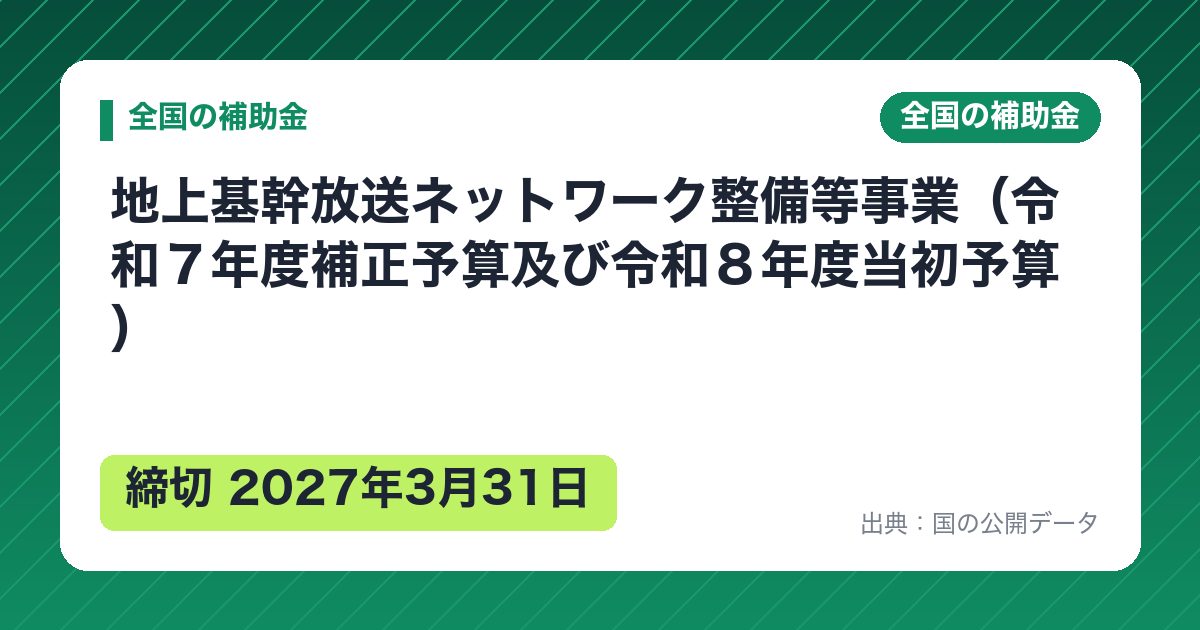 全国の補助金
全国の補助金
地上基幹放送ネットワーク整備等事業（令
和７年度補正予算及び令和８年度当初予算
）
締切 2027年3月31日
出典：国の公開データ